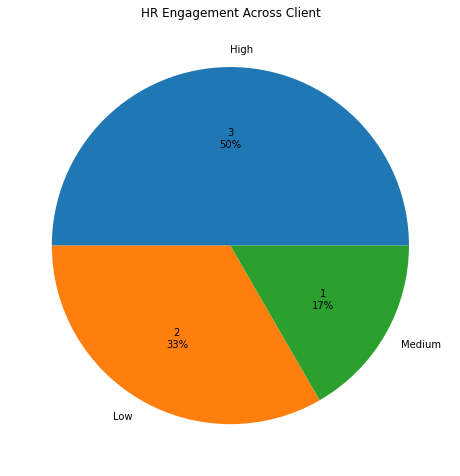 HR Engagement Across Client
High
3
50%
1
17%
2
33%
Medium
Low